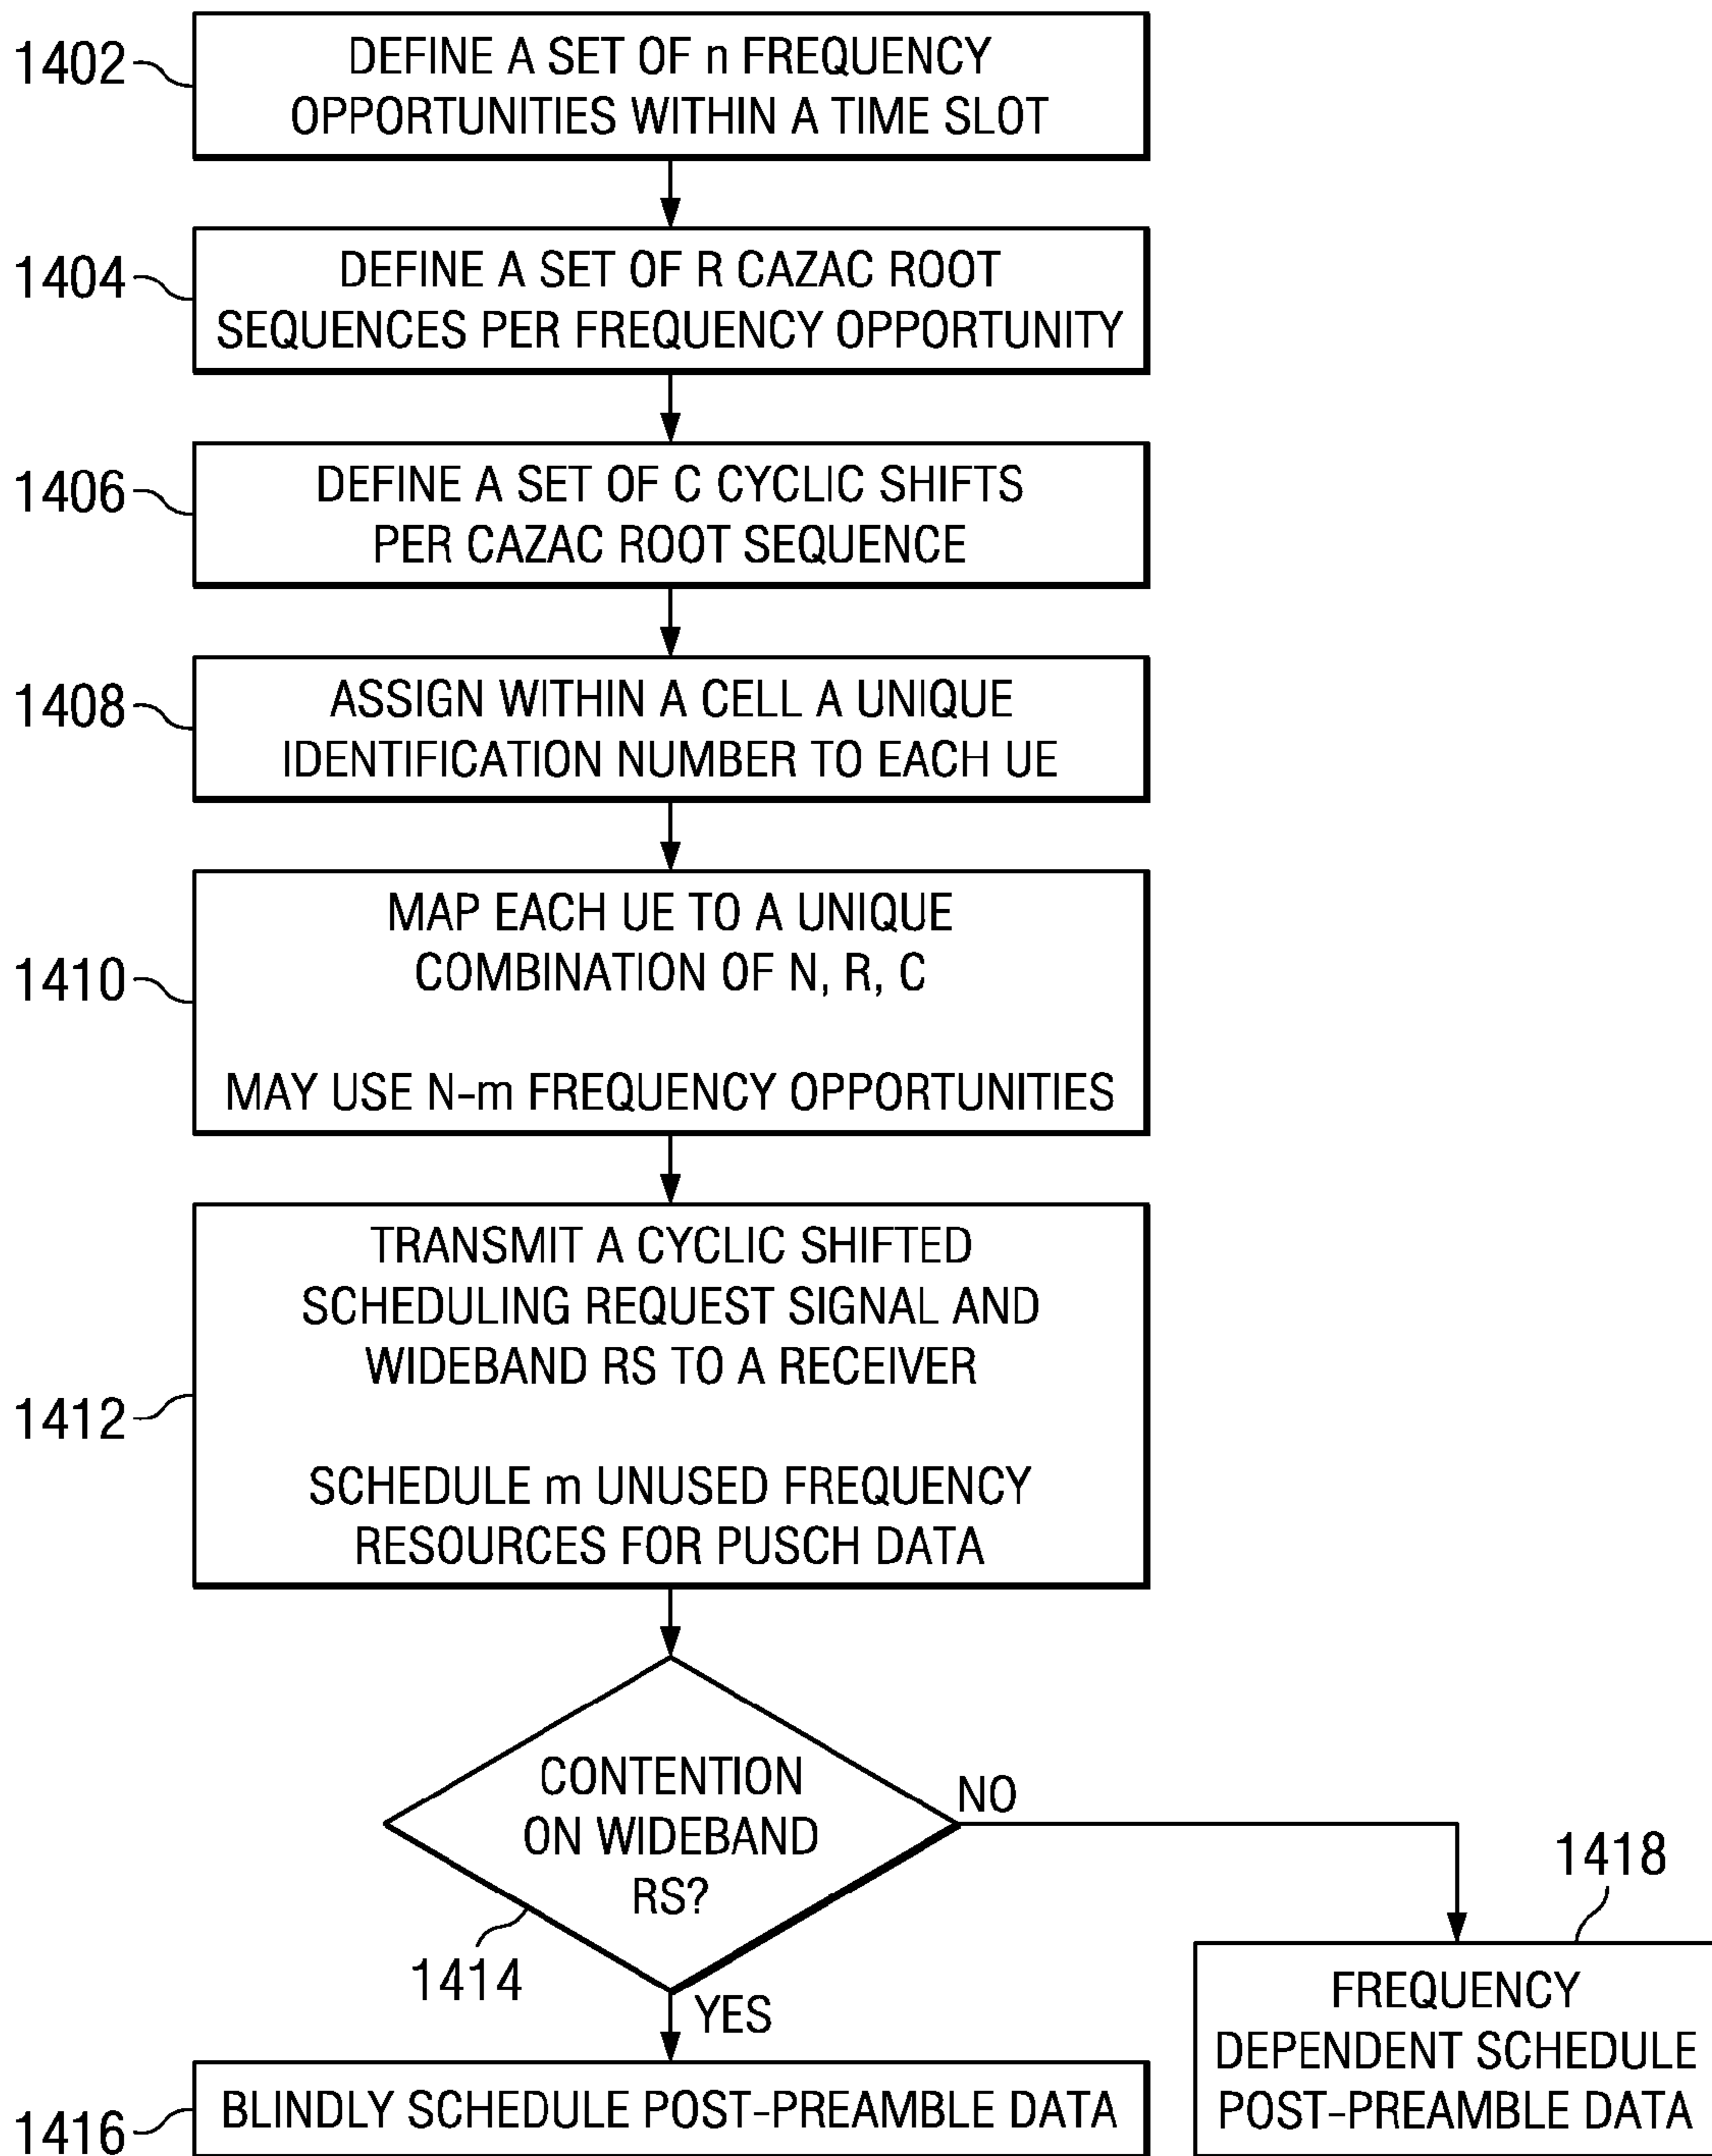 1402
DEFINE A SET OF n FREQUENCY
OPPORTUNITIES WITHIN A TIME SLOT
1404
DEFINE A SET OF R CAZAC ROOT
SEQUENCES PER FREQUENCY OPPORTUNITY
1406
DEFINE A SET OF C CYCLIC SHIFTS
PER CAZAC ROOT SEQUENCE
1408
ASSIGN WITHIN A CELL A UNIQUE
IDENTIFICATION NUMBER TO EACH UE
1410
MAP EACH UE TO A UNIQUE
COMBINATION OF N, R, C
MAY USE N-m FREQUENCY OPPORTUNITIES
1412
TRANSMIT A CYCLIC SHIFTED
SCHEDULING REQUEST SIGNAL AND
WIDEBAND RS TO A RECEIVER
SCHEDULE m UNUSED FREQUENCY
RESOURCES FOR PUSCH DATA
CONTENTION
ON WIDEBAND
RS?
1414
NO
YES
1416
BLINDLY SCHEDULE POST-PREAMBLE DATA
1418
FREQUENCY
DEPENDENT SCHEDULE
POST-PREAMBLE DATA